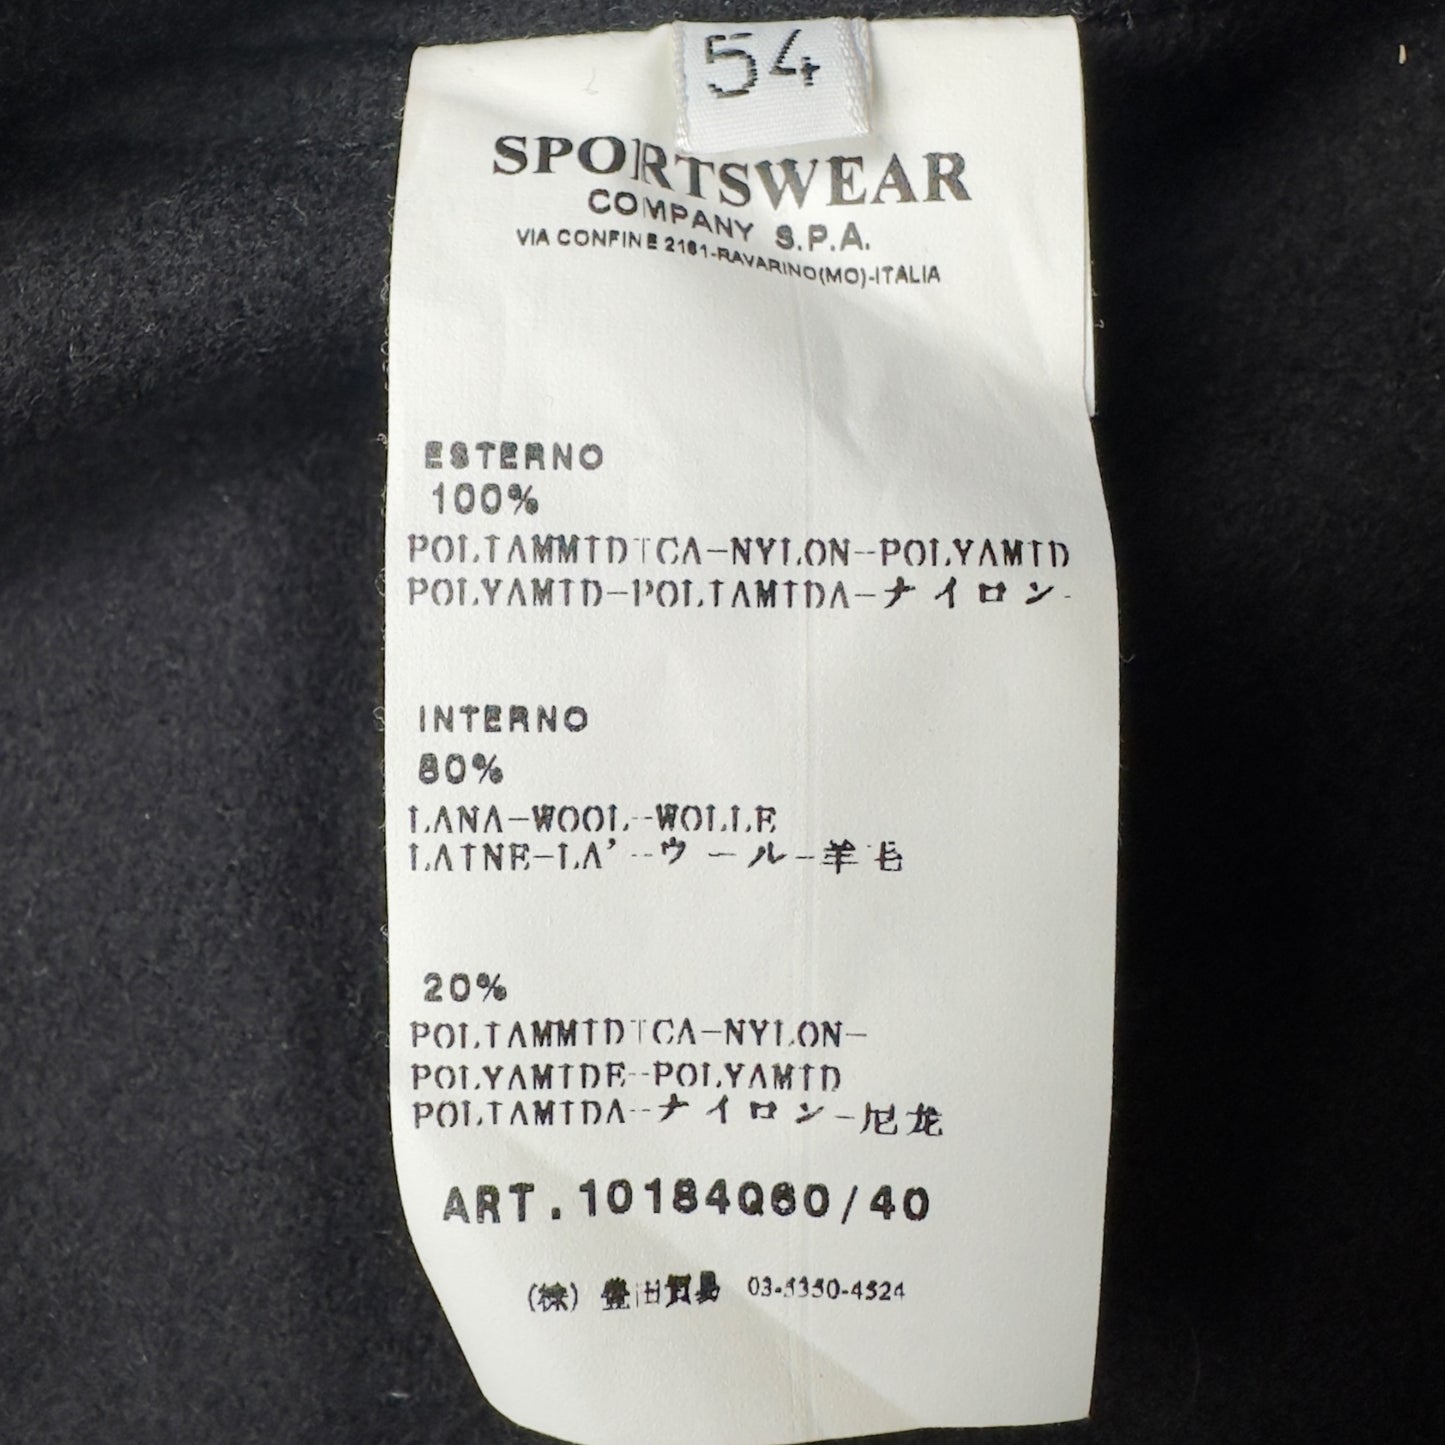 54
SPORTSWEAR
COMPANY S.P.A.
VIA CONFINE 2161-RAVARINO(MO)-ITALIA
ESTERNO
100%
POLIAMMIDICA-NYLON-POLYAMID
POLYAMID-POLIAMIDA-ナイロン-
INTERNO
80%
LANA-WOOL-WOLLE
LAINE-LA'-ウール-羊毛
20%
POLIAMMIDICA-NYLON-
POLYAMIDE-POLYAMID
POLIAMIDA-ナイロン-尼龙
ART.10184Q60/40
(株) 豊田貿易 03-5350-4524